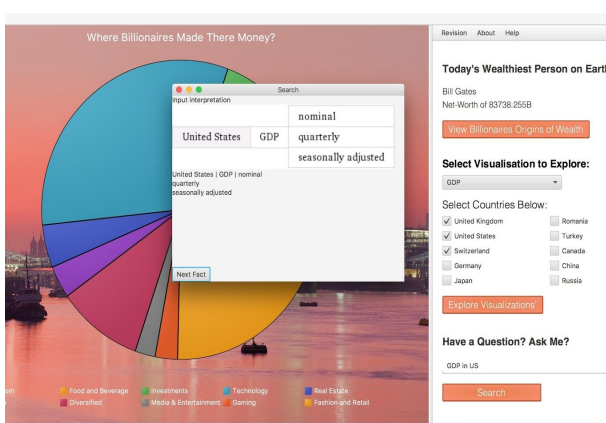 Where Billionaires Made There Money?
Search
Input interpretation
United States GDP nominal
quarterly
seasonally adjusted
United States | GDP | nominal
quarterly
seasonally adjusted
Next Fact
Food and Beverage Investments Technology Real Estate
Diversified Media & Entertainment Gaming Fashion and Retail
Revision About Help
Today's Wealthiest Person on Eart
Bill Gates
Net-Worth of 83738.255B
View Billionaires Origins of Wealth
Select Visualisation to Explore:
GDP
Select Countries Below:
United Kingdom Romania
United States Turkey
Switzerland Canada
Germany China
Japan Russia
Explore Visualizations'
Have a Question? Ask Me?
GDP in US
Search